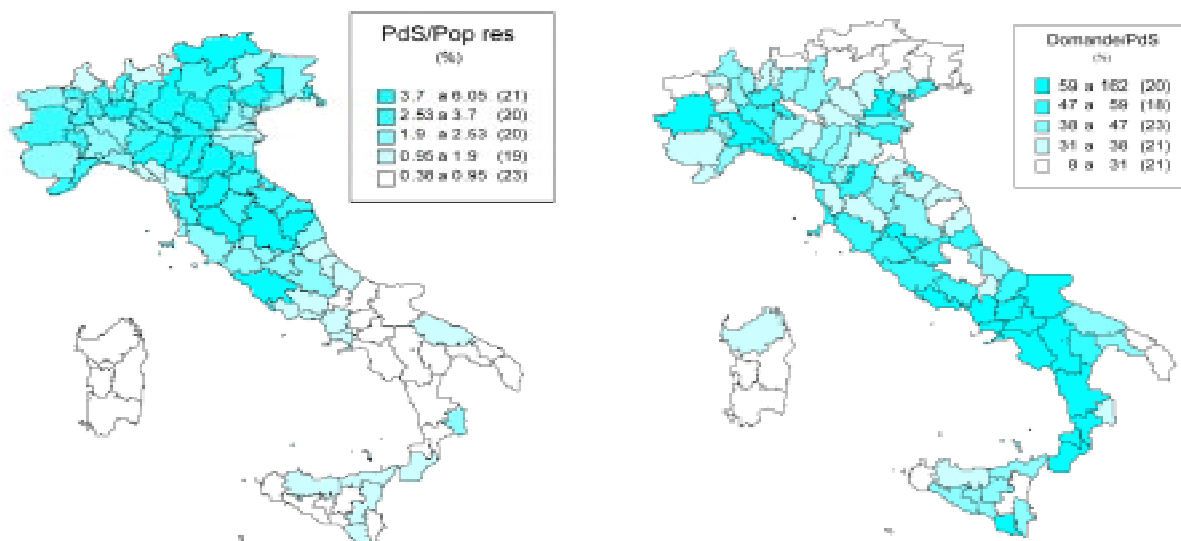 PdS/Pop res
(%)
3.7 a 6.05 (21)
2.53 a 3.7 (20)
1.9 a 2.53 (20)
0.95 a 1.9 (19)
0.38 a 0.95 (23)
Domande/PdS
(%)
59 a 162 (20)
47 a 59 (18)
38 a 47 (23)
31 a 38 (21)
8 a 31 (21)